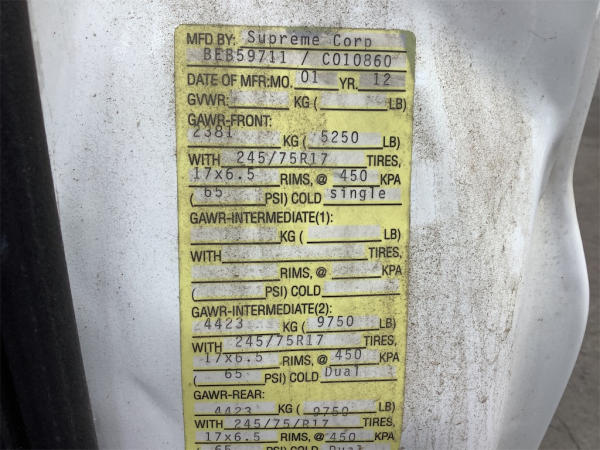 MFD BY: Supreme Corp
BEB59711 / C010860
DATE OF MFR: MO. 01 YR. 12
GVWR: KG ( LB)
GAWR-FRONT:
2381 KG ( 5250 LB)
WITH 245/75R17 TIRES,
17x6.5 RIMS, @ 450 KPA
( 65 PSI) COLD single
GAWR-INTERMEDIATE(1):
KG ( LB)
WITH TIRES,
RIMS, @ KPA
( PSI) COLD
GAWR-INTERMEDIATE(2):
4423 KG ( 9750 LB)
WITH 245/75R17 TIRES,
17x6.5 RIMS, @ 450 KPA
( 65 PSI) COLD Dual
GAWR-REAR:
4423 KG ( 9750 LB)
WITH 245/75/R17 TIRES,
17x6.5 RIMS, @ 450 KPA
( 65 PSI) COLD Dual